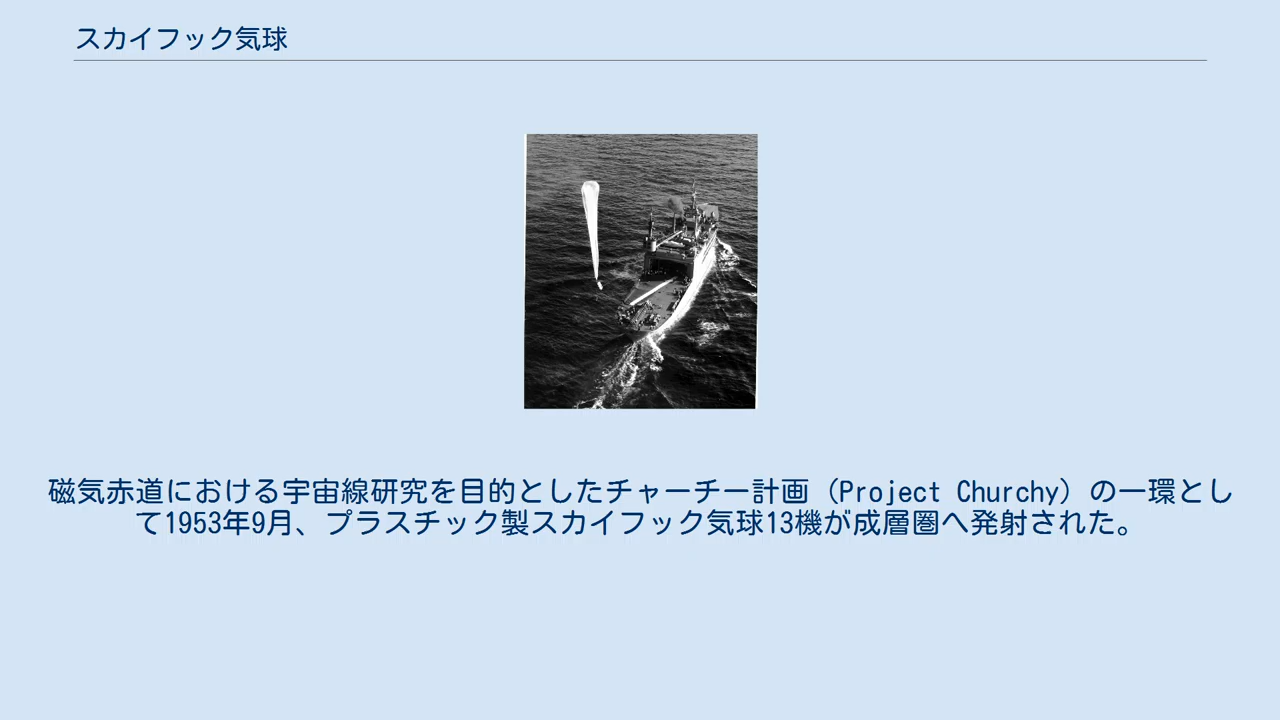 スカイフック気球
磁気赤道における宇宙線研究を目的としたチャーチー計画（Project Churchy）の一環とし
て1953年9月、プラスチック製スカイフック気球13機が成層圏へ発射された。